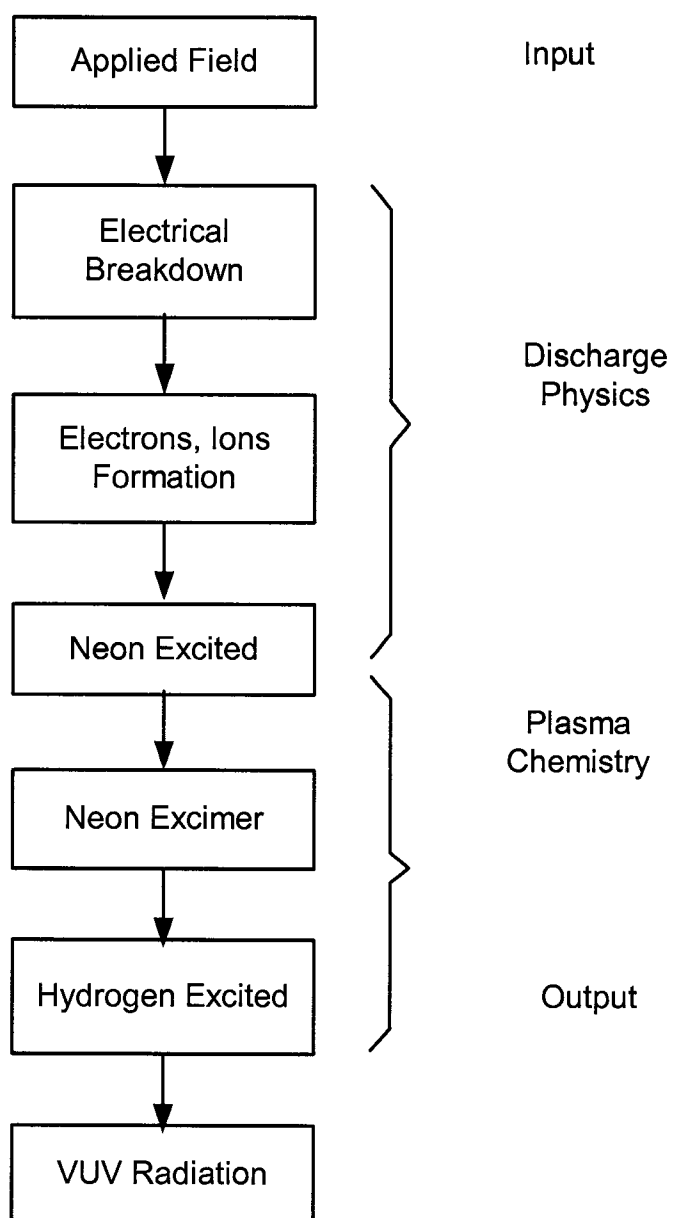 Applied Field
Input
Electrical
Breakdown
Discharge
Physics
Electrons, Ions
Formation
Neon Excited
Plasma
Chemistry
Neon Excimer
Hydrogen Excited
Output
VUV Radiation